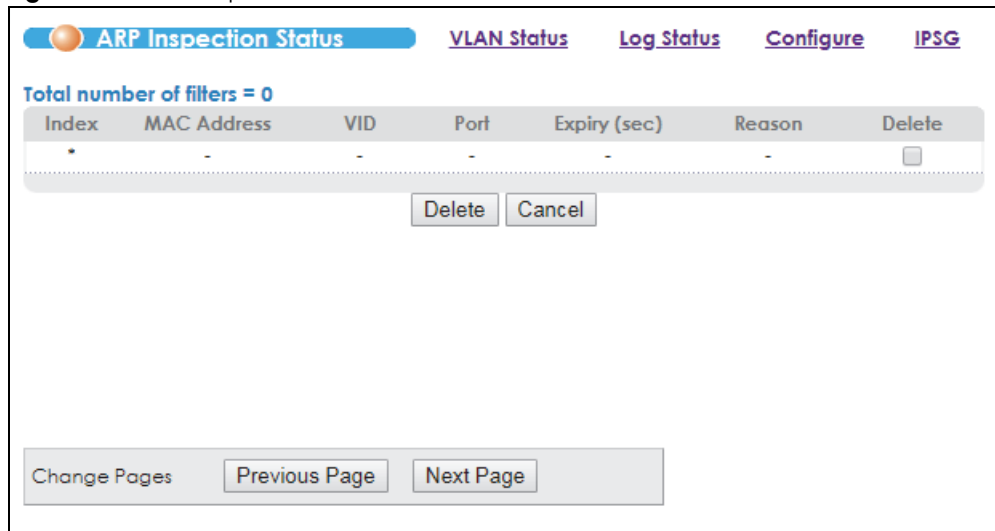 ARP Inspection Status VLAN Status Log Status Configure IPSG
Total number of filters = 0
Index MAC Address VID Port Expiry (sec) Reason Delete
* - - - - -
Delete Cancel
Change Pages Previous Page Next Page